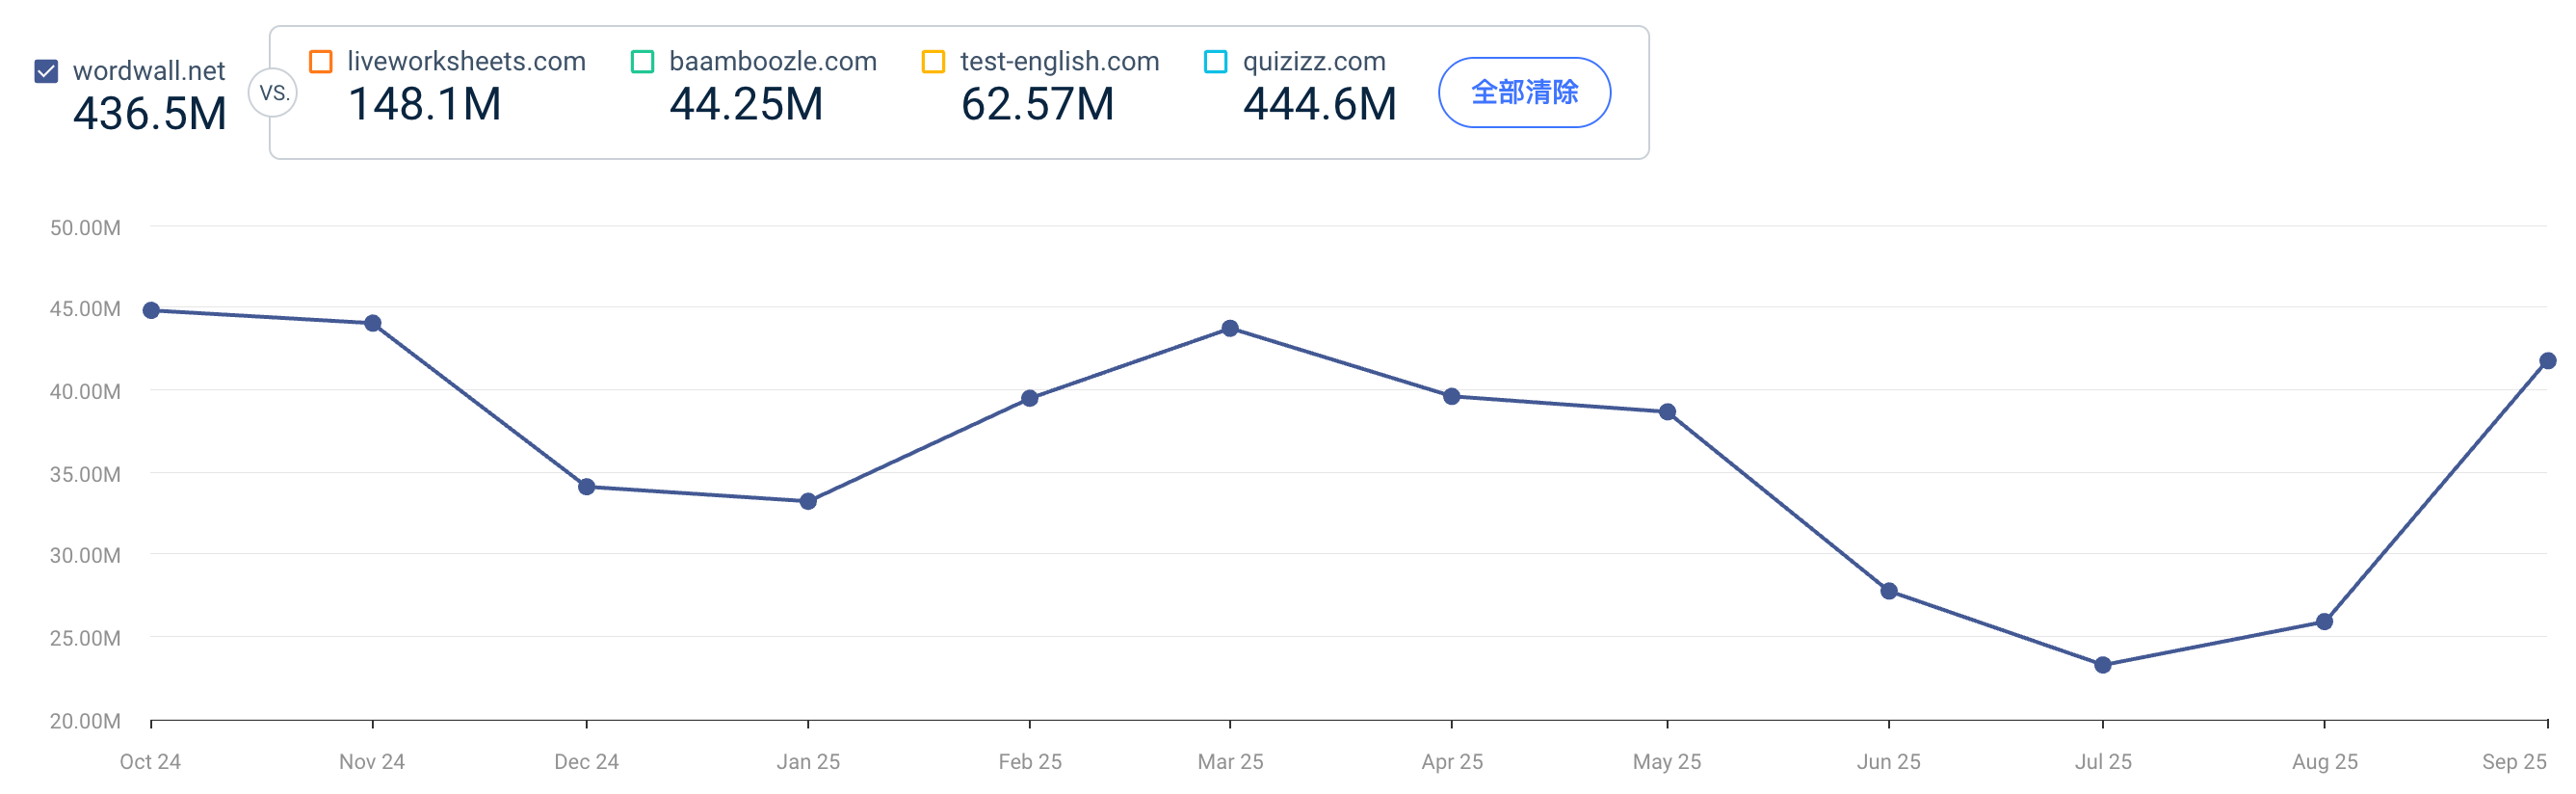 wordwall.net
436.5M
VS.
liveworksheets.com
148.1M
baamboozle.com
44.25M
test-english.com
62.57M
quizizz.com
444.6M
全部清除
50.00M
45.00M
40.00M
35.00M
30.00M
25.00M
20.00M
Oct 24 Nov 24 Dec 24 Jan 25 Feb 25 Mar 25 Apr 25 May 25 Jun 25 Jul 25 Aug 25 Sep 25